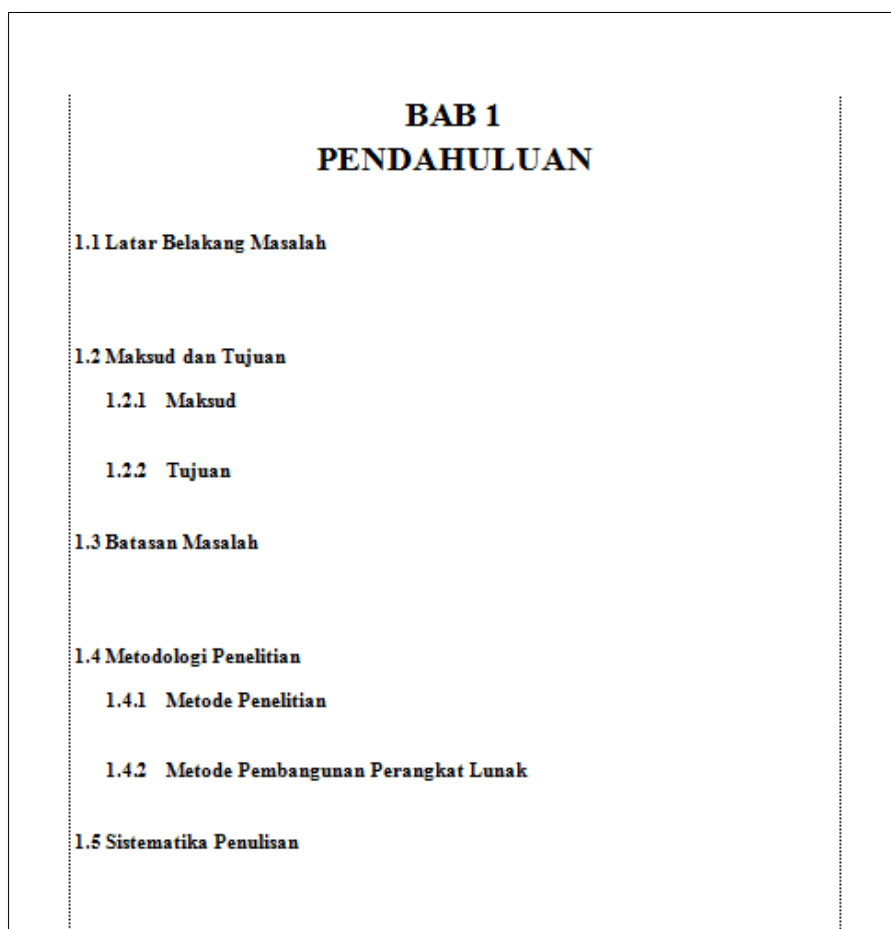 BAB 1
PENDAHULUAN
1.1 Latar Belakang Masalah
1.2 Maksud dan Tujuan
1.2.1 Maksud
1.2.2 Tujuan
1.3 Batasan Masalah
1.4 Metodologi Penelitian
1.4.1 Metode Penelitian
1.4.2 Metode Pembangunan Perangkat Lunak
1.5 Sistematika Penulisan